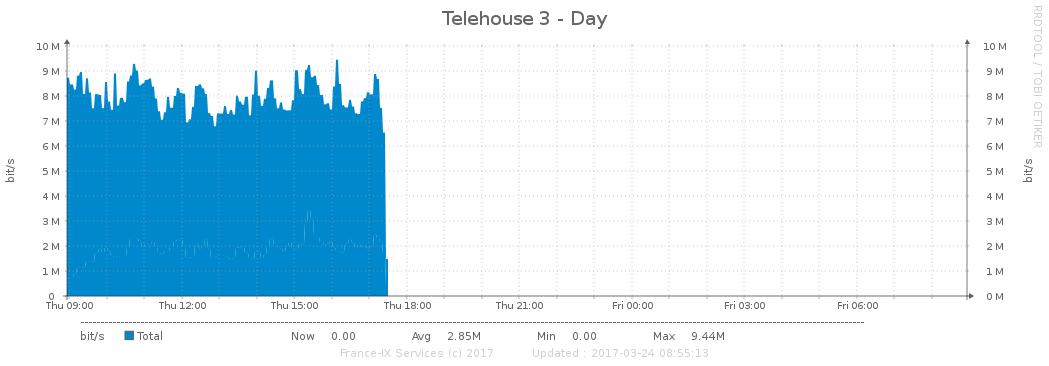 Telehouse 3 - Day
RRDTOOL / TOBI OETIKER
10 M 10 M
9 M 9 M
8 M 8 M
7 M 7 M
6 M 6 M
5 M 5 M
4 M 4 M
3 M 3 M
2 M 2 M
1 M 1 M
0 0 M
bit/s bit/s
Thu 09:00 Thu 12:00 Thu 15:00 Thu 18:00 Thu 21:00 Fri 00:00 Fri 03:00 Fri 06:00
bit/s Total Now 0.00 Avg 2.85M Min 0.00 Max 9.44M
France-IX Services (c) 2017 Updated : 2017-03-24 08:55:13